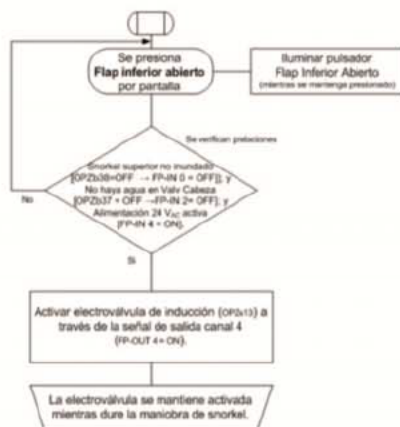 Se presiona
Flap inferior abierto
por pantalla
Iluminar pulsador
Flap Inferior Abierto
(mientras se mantenga presionado)
Se verifican prelaciones
Snorkel superior no inundado
[OPZb38=OFF → FP-IN 0 = OFF]; y
No haya agua en Valv Cabeza
[OPZb37 = OFF →FP-IN 2= OFF]; y
Alimentación 24 VAC activa
[FP-IN 4 = ON].
No
Si
Activar electroválvula de inducción (OPZs13) a
través de la señal de salida canal 4
(FP-OUT 4= ON).
La electroválvula se mantiene activada
mientras dure la maniobra de snorkel.